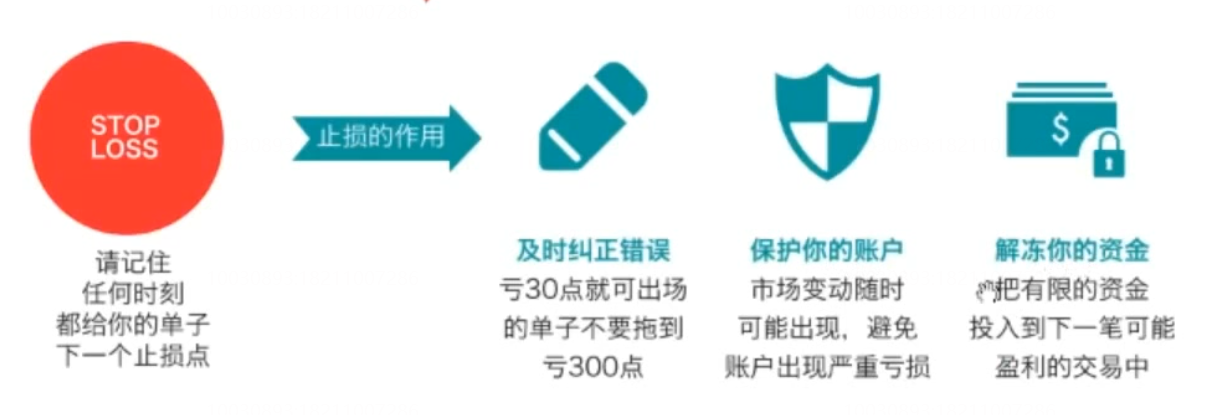 STOP
LOSS
请记住
任何时刻
都给你的单子
下一个止损点
止损的作用
及时纠正错误
亏30点就可出场
的单子不要拖到
亏300点
保护你的账户
市场变动随时
可能出现，避免
账户出现严重亏损
$
解冻你的资金
把有限的资金
投入到下一笔可能
盈利的交易中